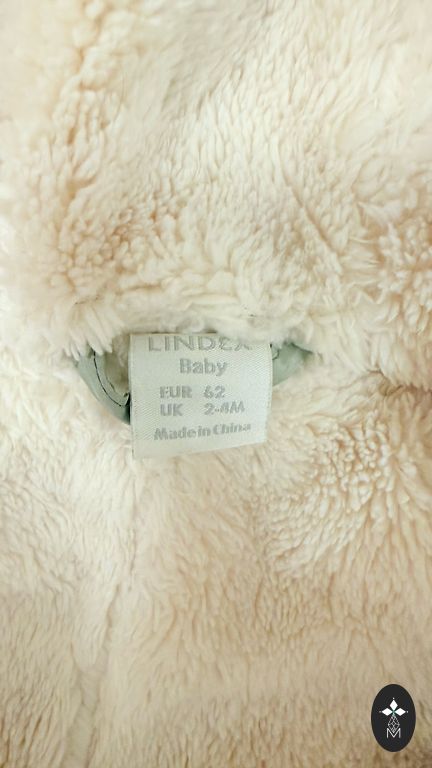 LINDEX
Baby
EUR 62
UK 2-4M
Made in China
M